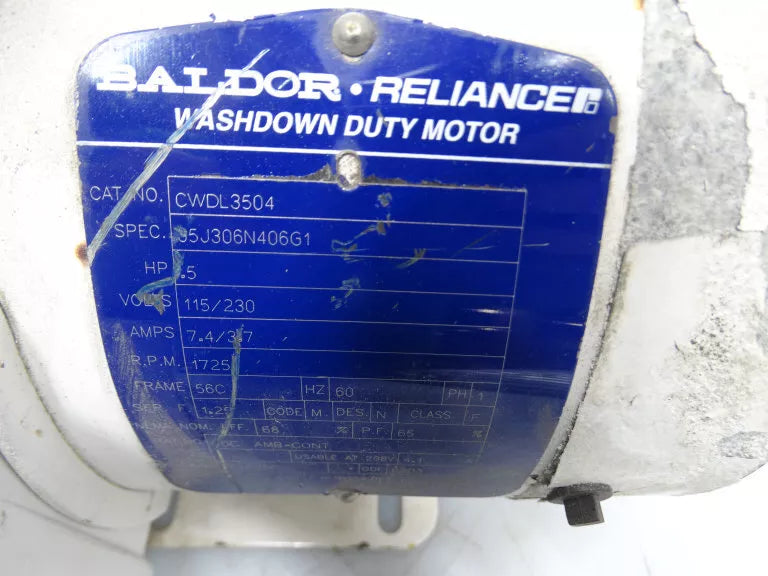 BALDOR • RELIANCE
WASHDOWN DUTY MOTOR
CAT. NO. CWDL3504
SPEC. 35J306N406G1
HP .5
VOLTS 115/230
AMPS 7.4/3.7
R.P.M. 1725
FRAME 56C HZ 60 PH 1
SER. F. 1.25 CODE M DES. N CLASS F
NEMA NOM. EFF. 68 % P.F. 65 %
AMB-CONT
USABLE AT 208V 4.1